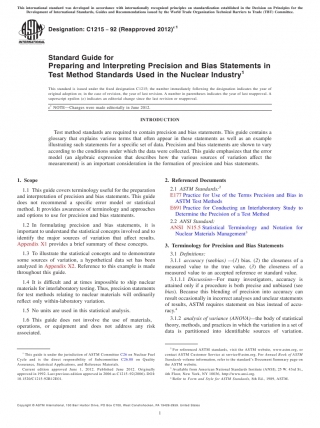 This international standard was developed in accordance with internationally recognized principles on standardization established in the Decision on Principles for the
Development of International Standards, Guides and Recommendations issued by the World Trade Organization Technical Barriers to Trade (TBT) Committee.
Designation: C1215 − 92 (Reapproved 2012)ε1
Standard Guide for
Preparing and Interpreting Precision and Bias Statements in
Test Method Standards Used in the Nuclear Industry1
This standard is issued under the fixed designation C1215; the number immediately following the designation indicates the year of
original adoption or, in the case of revision, the year of last revision. A number in parentheses indicates the year of last reapproval. A
superscript epsilon (ε) indicates an editorial change since the last revision or reapproval.
ε1 NOTE—Changes were made editorially in June 2012.
INTRODUCTION
Test method standards are required to contain precision and bias statements. This guide contains a
glossary that explains various terms that often appear in these statements as well as an example
illustrating such statements for a specific set of data. Precision and bias statements are shown to vary
according to the conditions under which the data were collected. This guide emphasizes that the error
model (an algebraic expression that describes how the various sources of variation affect the
measurement) is an important consideration in the formation of precision and bias statements.
1. Scope
1.1 This guide covers terminology useful for the preparation
and interpretation of precision and bias statements. This guide
does not recommend a specific error model or statistical
method. It provides awareness of terminology and approaches
and options to use for precision and bias statements.
1.2 In formulating precision and bias statements, it is
important to understand the statistical concepts involved and to
identify the major sources of variation that affect results.
Appendix X1 provides a brief summary of these concepts.
1.3 To illustrate the statistical concepts and to demonstrate
some sources of variation, a hypothetical data set has been
analyzed in Appendix X2. Reference to this example is made
throughout this guide.
1.4 It is difficult and at times impossible to ship nuclear
materials for interlaboratory testing. Thus, precision statements
for test methods relating to nuclear materials will ordinarily
reflect only within-laboratory variation.
1.5 No units are used in this statistical analysis.
1.6 This guide does not involve the use of materials,
operations, or equipment and does not address any risk
associated.
2. Referenced Documents
2.1 ASTM Standards:2
E177 Practice for Use of the Terms Precision and Bias in
ASTM Test Methods
E691 Practice for Conducting an Interlaboratory Study to
Determine the Precision of a Test Method
2.2 ANSI Standard:
ANSI N15.5 Statistical Terminology and Notation for
Nuclear Materials Management3
3. Terminology for Precision and Bias Statements
3.1 Definitions:
3.1.1 accuracy (see bias)—(1) bias. (2) the closeness of a
measured value to the true value. (3) the closeness of a
measured value to an accepted reference or standard value.
3.1.1.1 Discussion—For many investigators, accuracy is
attained only if a procedure is both precise and unbiased (see
bias). Because this blending of precision into accuracy can
result occasionally in incorrect analyses and unclear statements
of results, ASTM requires statement on bias instead of accu-
racy.4
3.1.2 analysis of variance (ANOVA)—the body of statistical
theory, methods, and practices in which the variation in a set of
data is partitioned into identifiable sources of variation.
1 This guide is under the jurisdiction of ASTM Committee C26 on Nuclear Fuel
Cycle and is the direct responsibility of Subcommittee C26.08 on Quality
Assurance, Statistical Applications, and Reference Materials.
Current edition approved June 1, 2012. Published June 2012. Originally
2 For referenced ASTM standards, visit the ASTM website, www.astm.org, or
contact ASTM Customer Service at service@astm.org. For Annual Book of ASTM
Standards volume information, refer to the standard's Document Summary page on
the ASTM website.
3 Available from American National Standards Institute (ANSI), 25 W. 43rd St.,
4th Floor, New York, NY 10036, http://www.ansi.org.
4 Refer to Form and Style for ASTM Standards, 8th Ed., 1989, ASTM.
Copyright © ASTM International, 100 Barr Harbor Drive, PO Box C700, West Conshohocken, PA 19428-2959. United States
1